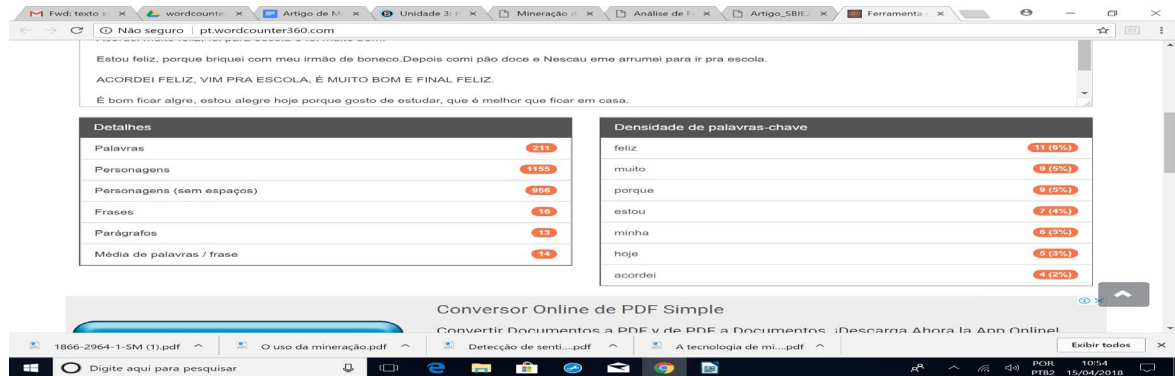 Fwd: texto s
wordcounte
Artigo de M
Unidade 3: F
Mineração d
Análise de F
Artigo_SBIE2
Ferramenta
Não seguro | pt.wordcounter360.com
Estou feliz, porque briquei com meu irmão de boneco.Depois comi pão doce e Nescau eme arrumei para ir pra escola.
ACORDEI FELIZ, VIM PRA ESCOLA, É MUITO BOM E FINAL FELIZ.
È bom ficar algre, estou alegre hoje porque gosto de estudar, que é melhor que ficar em casa.
Detalhes
Palavras 211
Personagens 1155
Personagens (sem espaços) 956
Frases 16
Parágrafos 13
Média de palavras / frase 14
Densidade de palavras-chave
feliz 11 (6%)
muito 9 (5%)
porque 9 (5%)
estou 7 (4%)
minha 6 (3%)
hoje 5 (3%)
acordei 4 (2%)
Conversor Online de PDF Simple
Convertir Documentos a PDF y de PDF a Documentos. ¡Descarga Ahora la App Online!
1866-2964-1-SM (1).pdf
O uso da mineração.pdf
Detecção de senti....pdf
A tecnologia de mi....pdf
Exibir todos
Digite aqui para pesquisar
POR
PTB2
10:54
15/04/2018